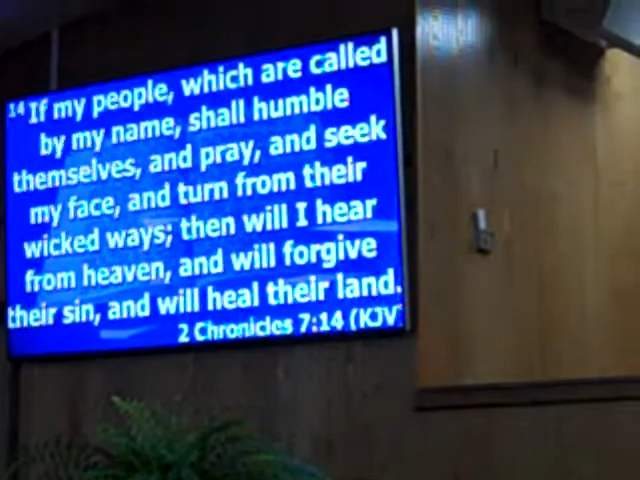 14 If my people, which are called
by my name, shall humble
themselves, and pray, and seek
my face, and turn from their
wicked ways; then will I hear
from heaven, and will forgive
their sin, and will heal their land.
2 Chronicles 7:14 (KJV